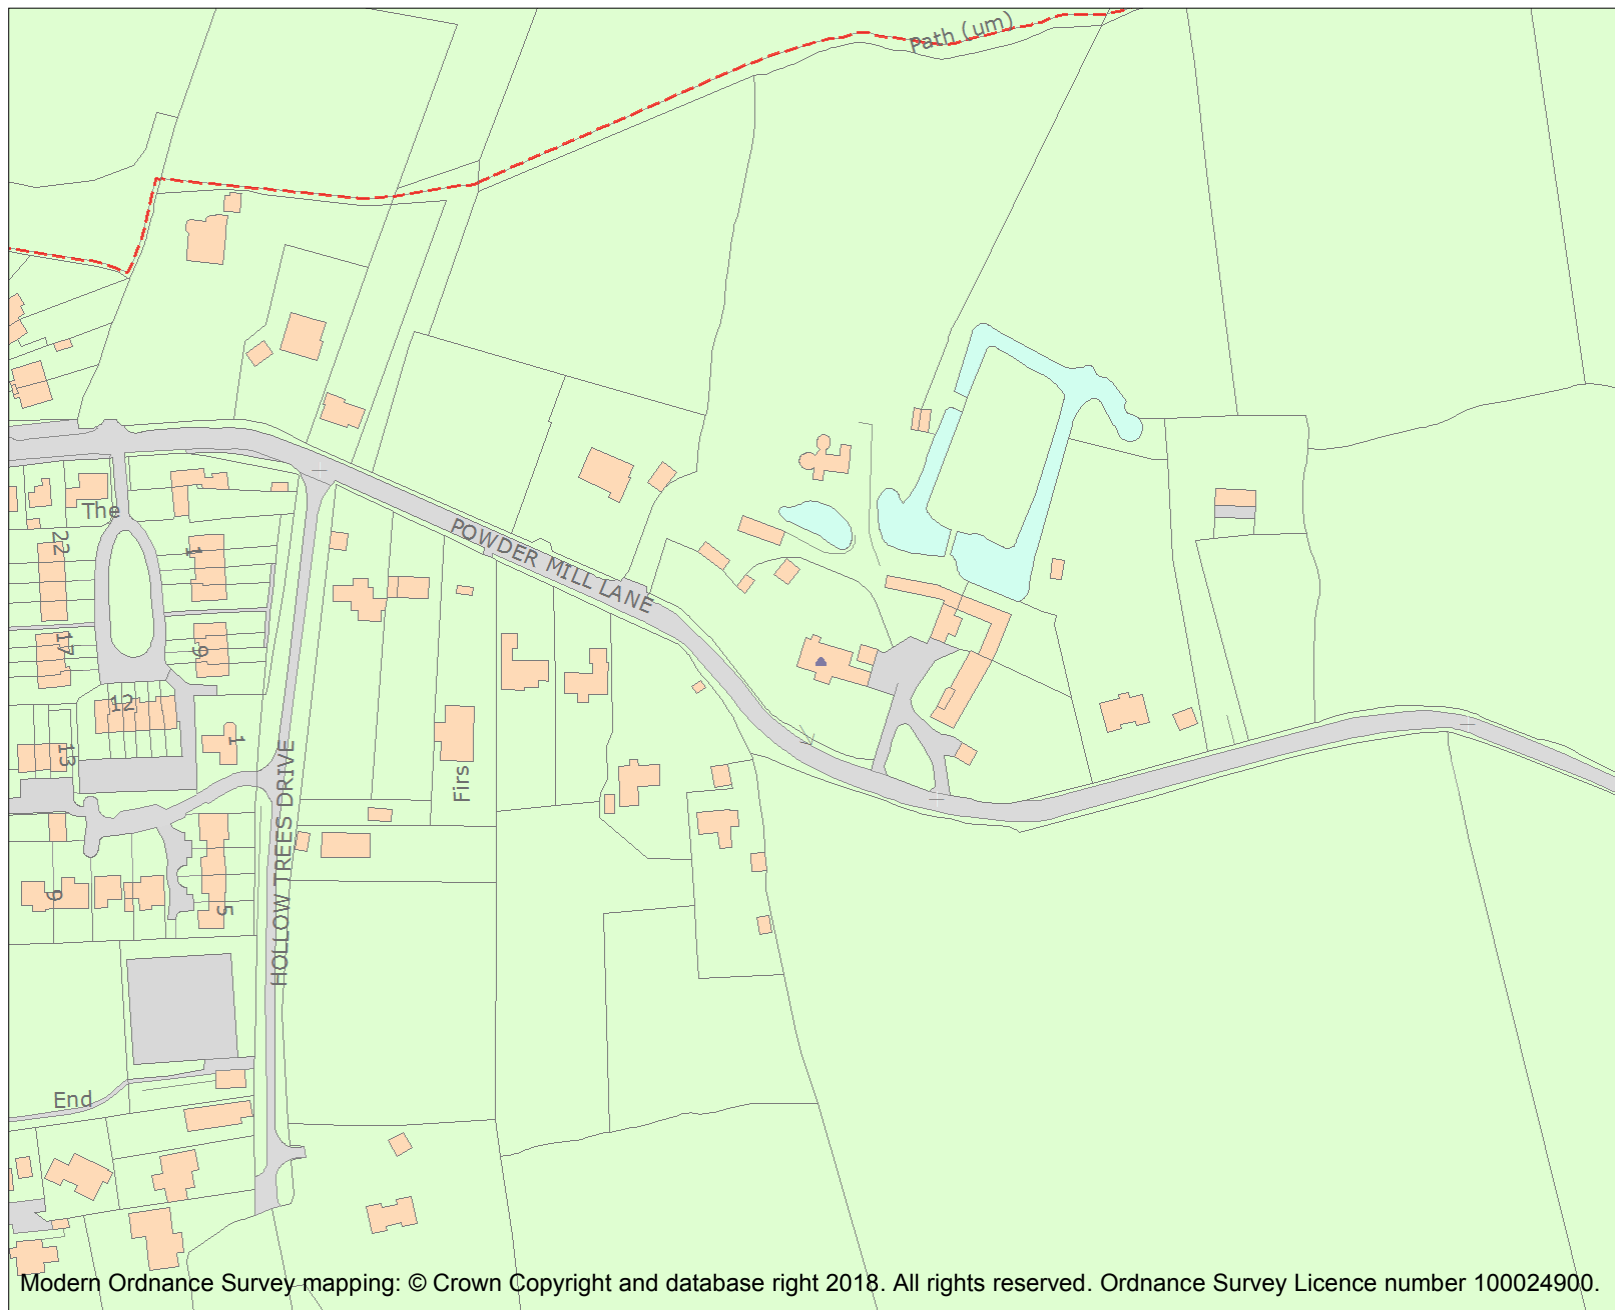 Path (um)
The
22
1
POWDER MILL LANE
17
9
12
1
13
HOLLOW TREES DRIVE
Firs
9
5
End
Modern Ordnance Survey mapping: © Crown Copyright and database right 2018. All rights reserved. Ordnance Survey Licence number 100024900.